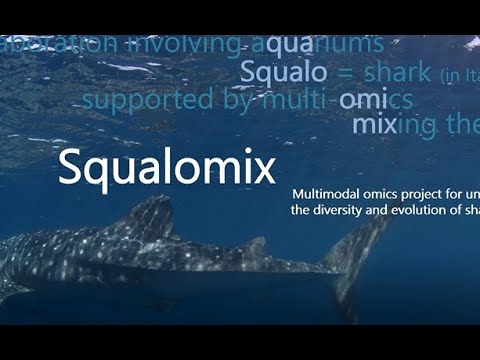 aboration involving aquariums
Squalo = shark (in Ita
supported by multi-omics
mixing the
Squalomix
Multimodal omics project for un
the diversity and evolution of sha